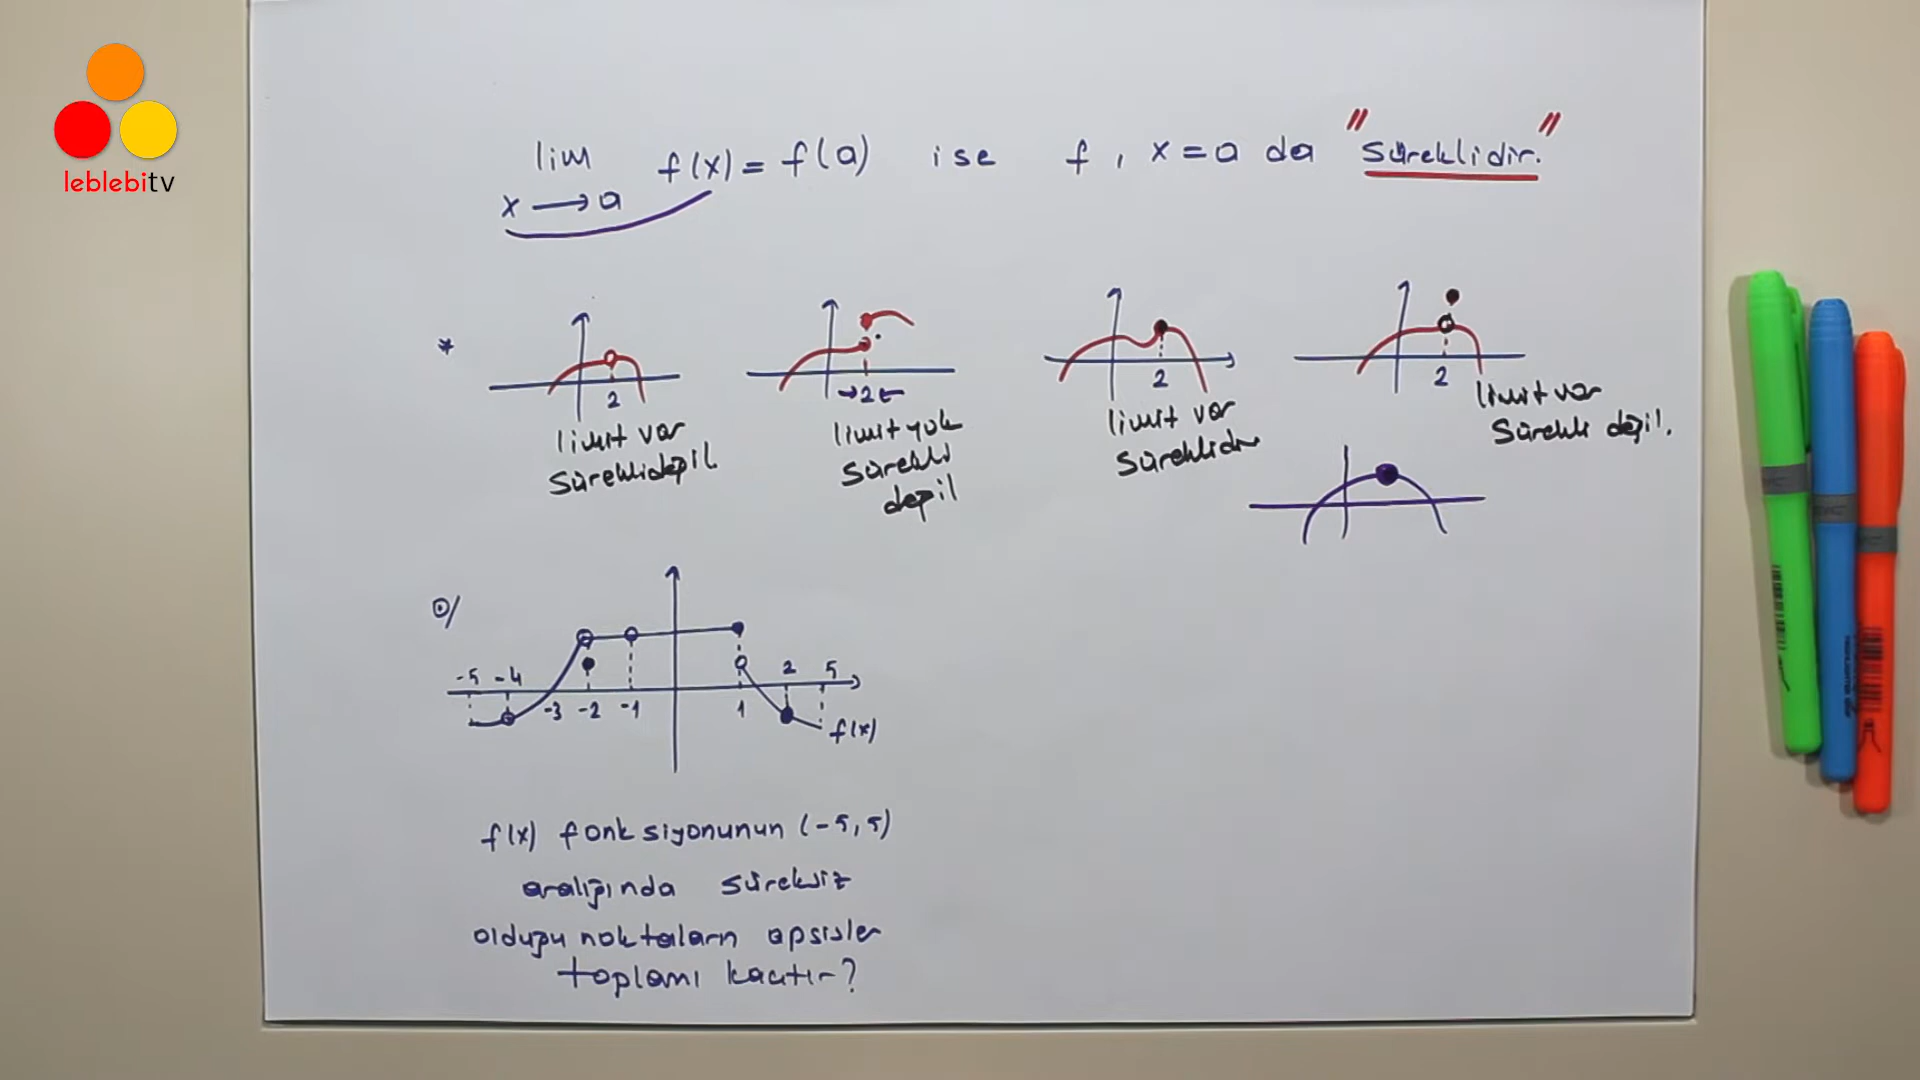 leblebitv
lim f(x) = f(a) ise f, x = a da "süreklidir."
x → a
*
2
limit var
Sürekli değil
→2←
limit yok
sürekli
değil
2
limit var
Süreklidir
2
limit var
Sürekli değil.
Ö/
-5 -4 -3 -2 -1 1 2 5
f(x)
f(x) fonksiyonunun (-5, 5)
aralığında süreksiz
olduğu noktaların apsisler
toplamı kaçtır?